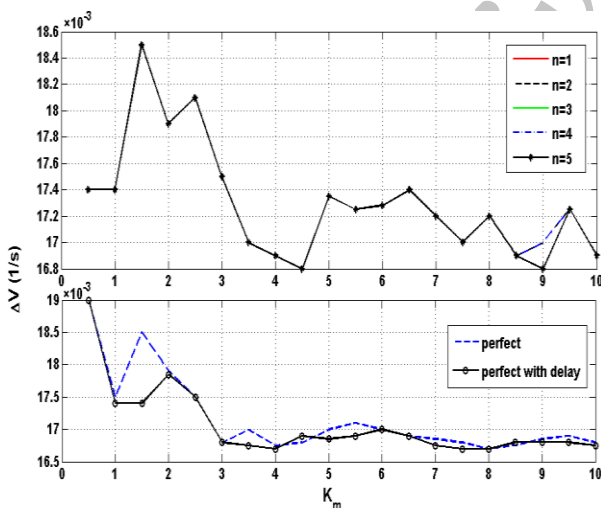 ×10⁻³
18.6
18.4
18.2
18
17.8
17.6
17.4
17.2
17
16.8
0 1 2 3 4 5 6 7 8 9 10
n=1
n=2
n=3
n=4
n=5
ΔV (1/s)
×10⁻³
19
18.5
18
17.5
17
16.5
0 1 2 3 4 5 6 7 8 9 10
perfect
perfect with delay
Km